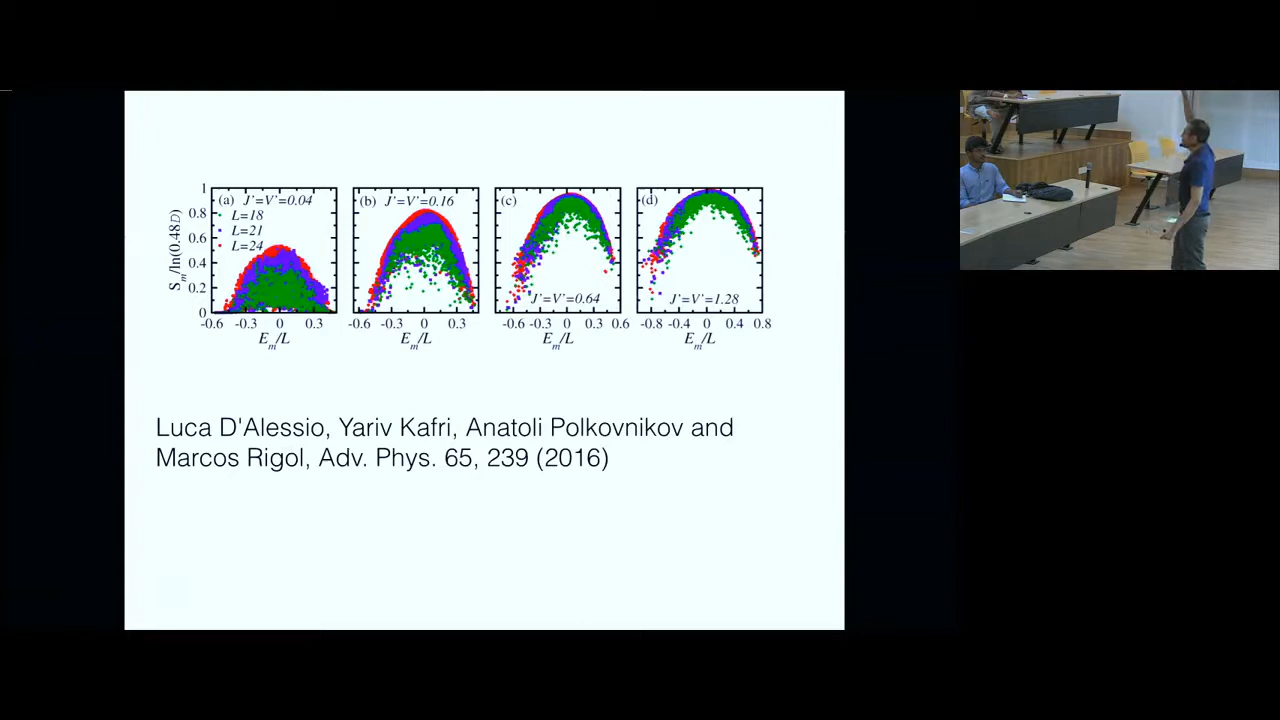 (a) J'=V'=0.04
L=18
L=21
L=24
(b) J'=V'=0.16
(c)
J'=V'=0.64
(d)
J'=V'=1.28
S_m/ln(0.48D)
1
0.8
0.6
0.4
0.2
0
-0.6 -0.3 0 0.3
-0.6 -0.3 0 0.3
-0.6 -0.3 0 0.3 0.6
-0.8 -0.4 0 0.4 0.8
E_m/L E_m/L E_m/L E_m/L
Luca D'Alessio, Yariv Kafri, Anatoli Polkovnikov and
Marcos Rigol, Adv. Phys. 65, 239 (2016)